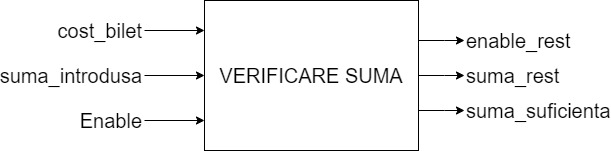 cost_bilet
suma_introdusa
Enable
VERIFICARE SUMA
enable_rest
suma_rest
suma_suficienta